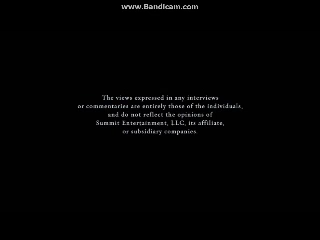 www.Bandicam.com
The views expressed in any interviews
or commentaries are entirely those of the individuals,
and do not reflect the opinions of
Summit Entertainment, LLC, its affiliate,
or subsidiary companies.